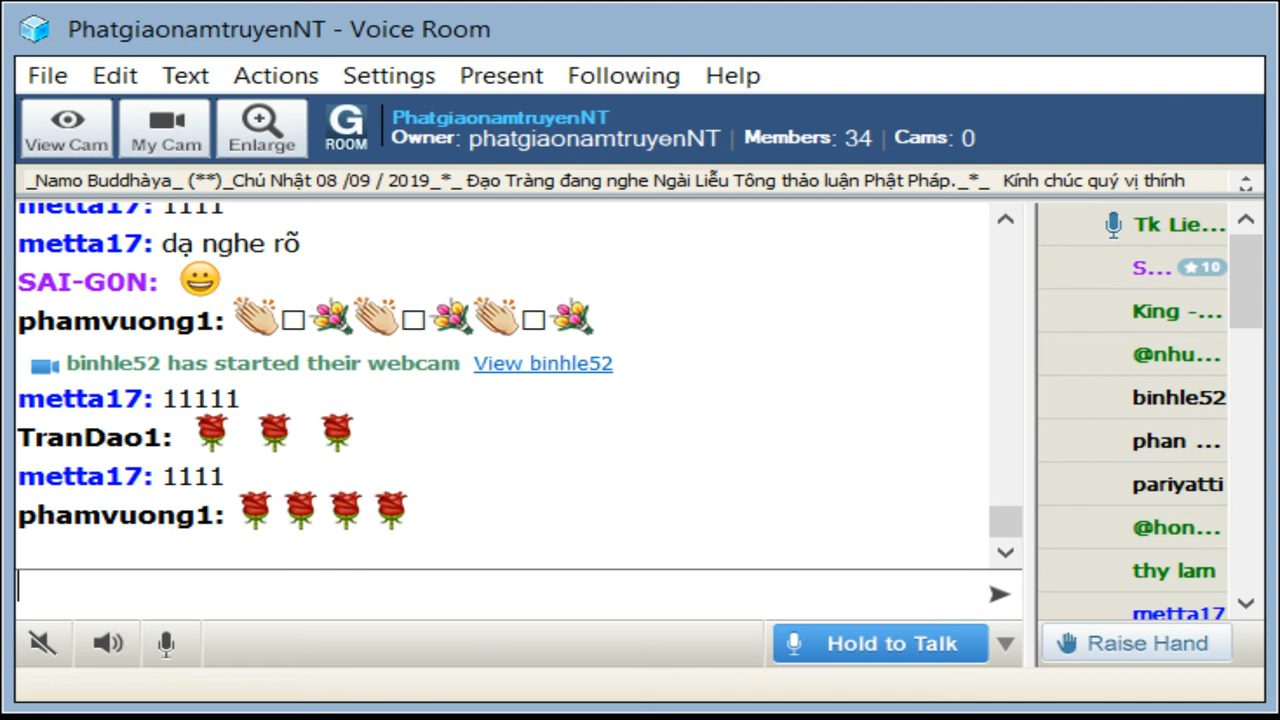 PhatgiaonamtruyenNT - Voice Room
File Edit Text Actions Settings Present Following Help
View Cam My Cam Enlarge G ROOM
PhatgiaonamtruyenNT
Owner: phatgiaonamtruyenNT | Members: 34 | Cams: 0
_Namo Buddhàya_ (**)_Chủ Nhật 08 /09 / 2019_*_ Đạo Tràng đang nghe Ngài Liễu Tông thảo luận Phật Pháp._*_ Kính chúc quý vị thính
metta17: 1111
metta17: dạ nghe rõ
SAI-G0N: 😀
phamvuong1: 👏□💐👏□💐👏□💐
binhle52 has started their webcam View binhle52
metta17: 11111
TranDao1: 🌹 🌹 🌹
metta17: 1111
phamvuong1: 🌹🌹🌹🌹
Tk Lie...
S... ★10
King -...
@nhu...
binhle52
phan ...
pariyatti
@hon...
thy lam
metta17
Hold to Talk
Raise Hand